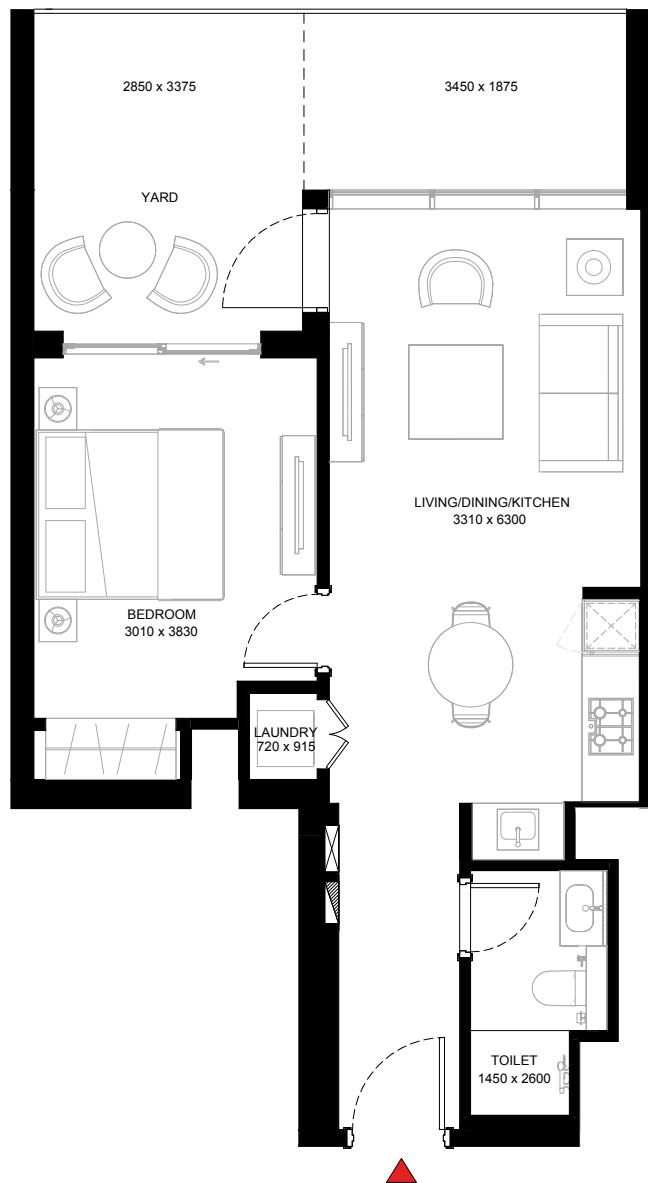 2850 x 3375
3450 x 1875
YARD
LIVING/DINING/KITCHEN
3310 x 6300
BEDROOM
3010 x 3830
LAUNDRY
720 x 915
TOILET
1450 x 2600